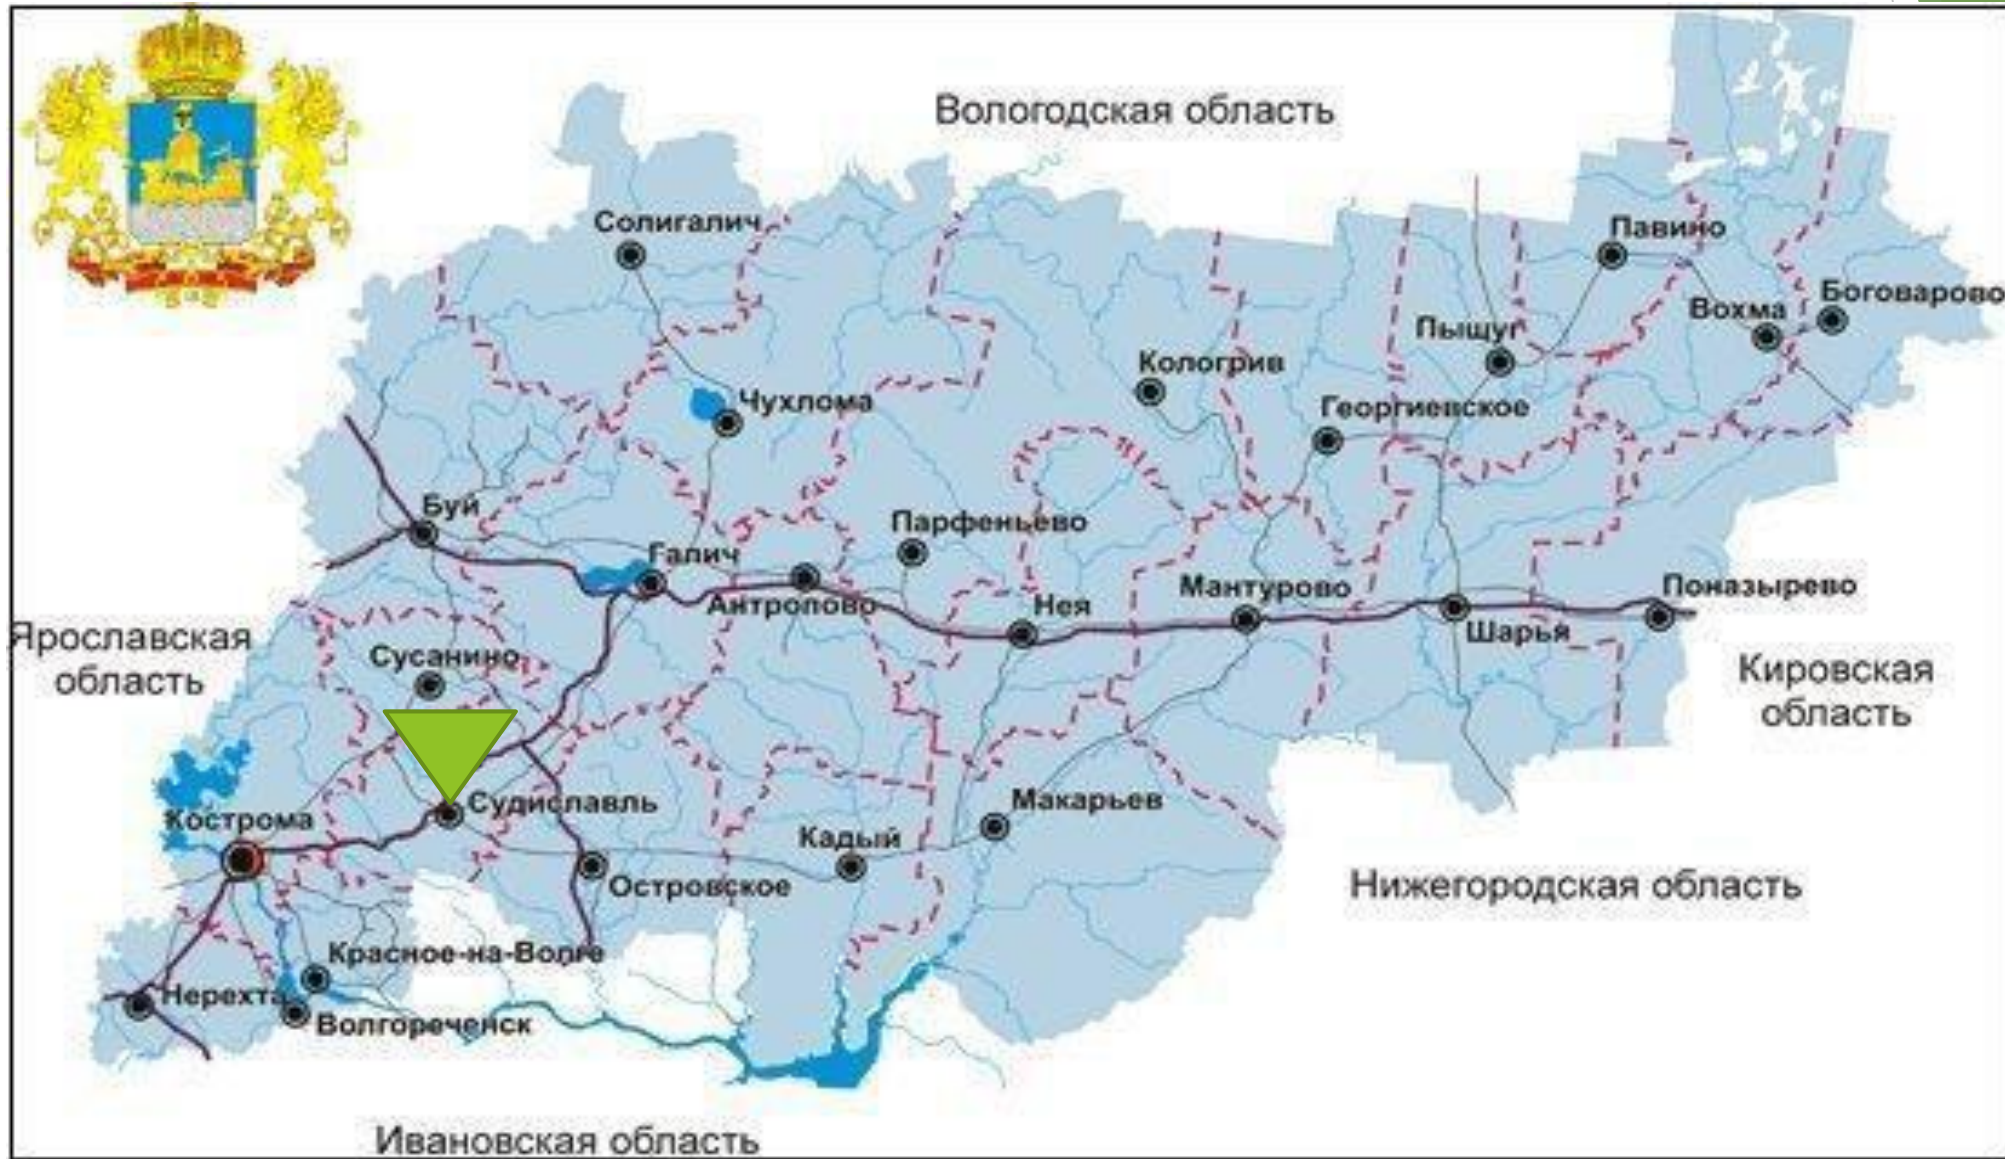 Вологодская область
Солигалич
Павино
Боговарово
Вохма
Пыщуг
Кологрив
Чухлома
Георгиевское
Буй
Парфеньево
Галич
Мантурово
Поназырево
Антропово
Нея
Шарья
Ярославская
область
Сусанино
Кировская
область
Судиславль
Макарьев
Кострома
Кадый
Островское
Нижегородская область
Красное-на-Волге
Нерехта
Волгореченск
Ивановская область